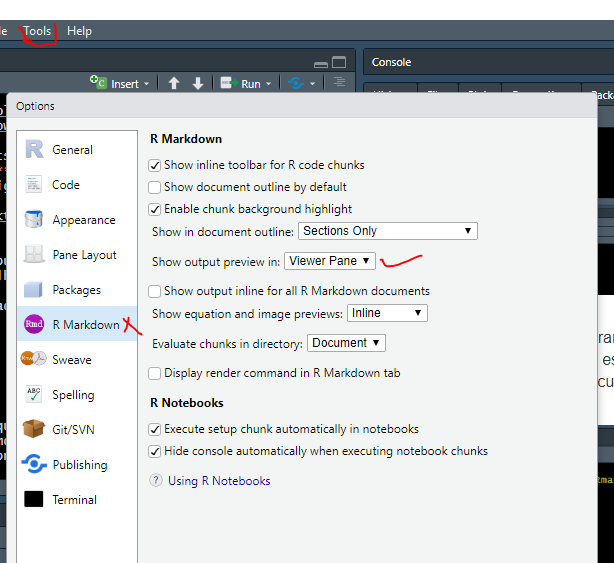 Tools Help
Console
Insert Run
Options
General
Code
Appearance
Pane Layout
Packages
R Markdown
Sweave
Spelling
Git/SVN
Publishing
Terminal
R Markdown
Show inline toolbar for R code chunks
Show document outline by default
Enable chunk background highlight
Show in document outline: Sections Only
Show output preview in: Viewer Pane
Show output inline for all R Markdown documents
Show equation and image previews: Inline
Evaluate chunks in directory: Document
Display render command in R Markdown tab
R Notebooks
Execute setup chunk automatically in notebooks
Hide console automatically when executing notebook chunks
? Using R Notebooks